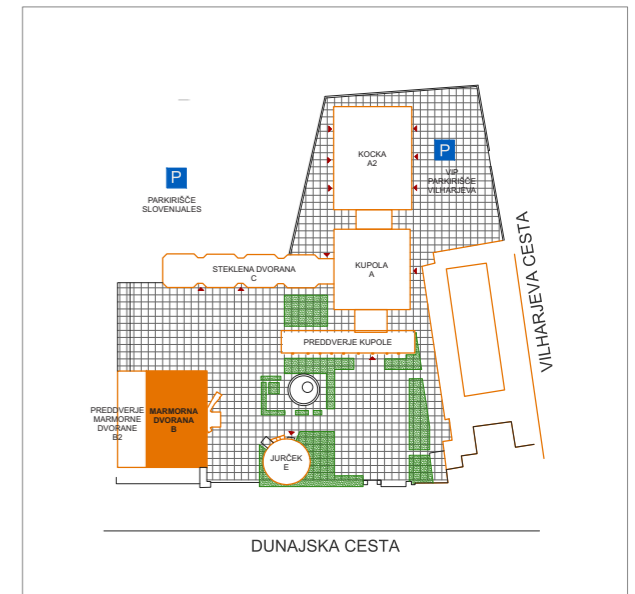 KOCKA
A2
P
VIP
PARKIRIŠČE
VILHARJEVA
P
PARKIRIŠČE
SLOVENIJALES
STEKLENA DVORANA
C
KUPOLA
A
VILHARJEVA CESTA
PREDDVERJE KUPOLE
PREDDVERJE
MARMORNE
DVORANE
B2
MARMORNA
DVORANA
B
JURČEK
E
DUNAJSKA CESTA